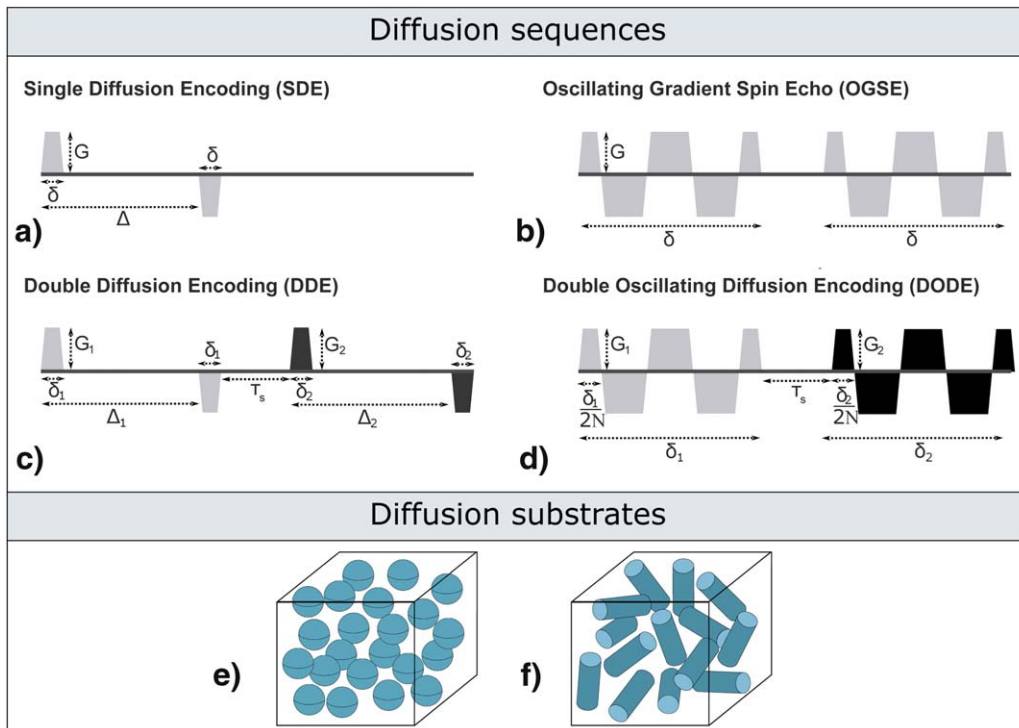 Diffusion sequences
Single Diffusion Encoding (SDE)
Oscillating Gradient Spin Echo (OGSE)
G
δ
δ
Δ
a)
G
δ
δ
b)
Double Diffusion Encoding (DDE)
Double Oscillating Diffusion Encoding (DODE)
G₁
δ₁
G₂
δ₂
δ₁
τₛ
δ₂
Δ₁
Δ₂
c)
G₁
G₂
δ₁/2N
τₛ
δ₂/2N
δ₁
δ₂
d)
Diffusion substrates
e)
f)